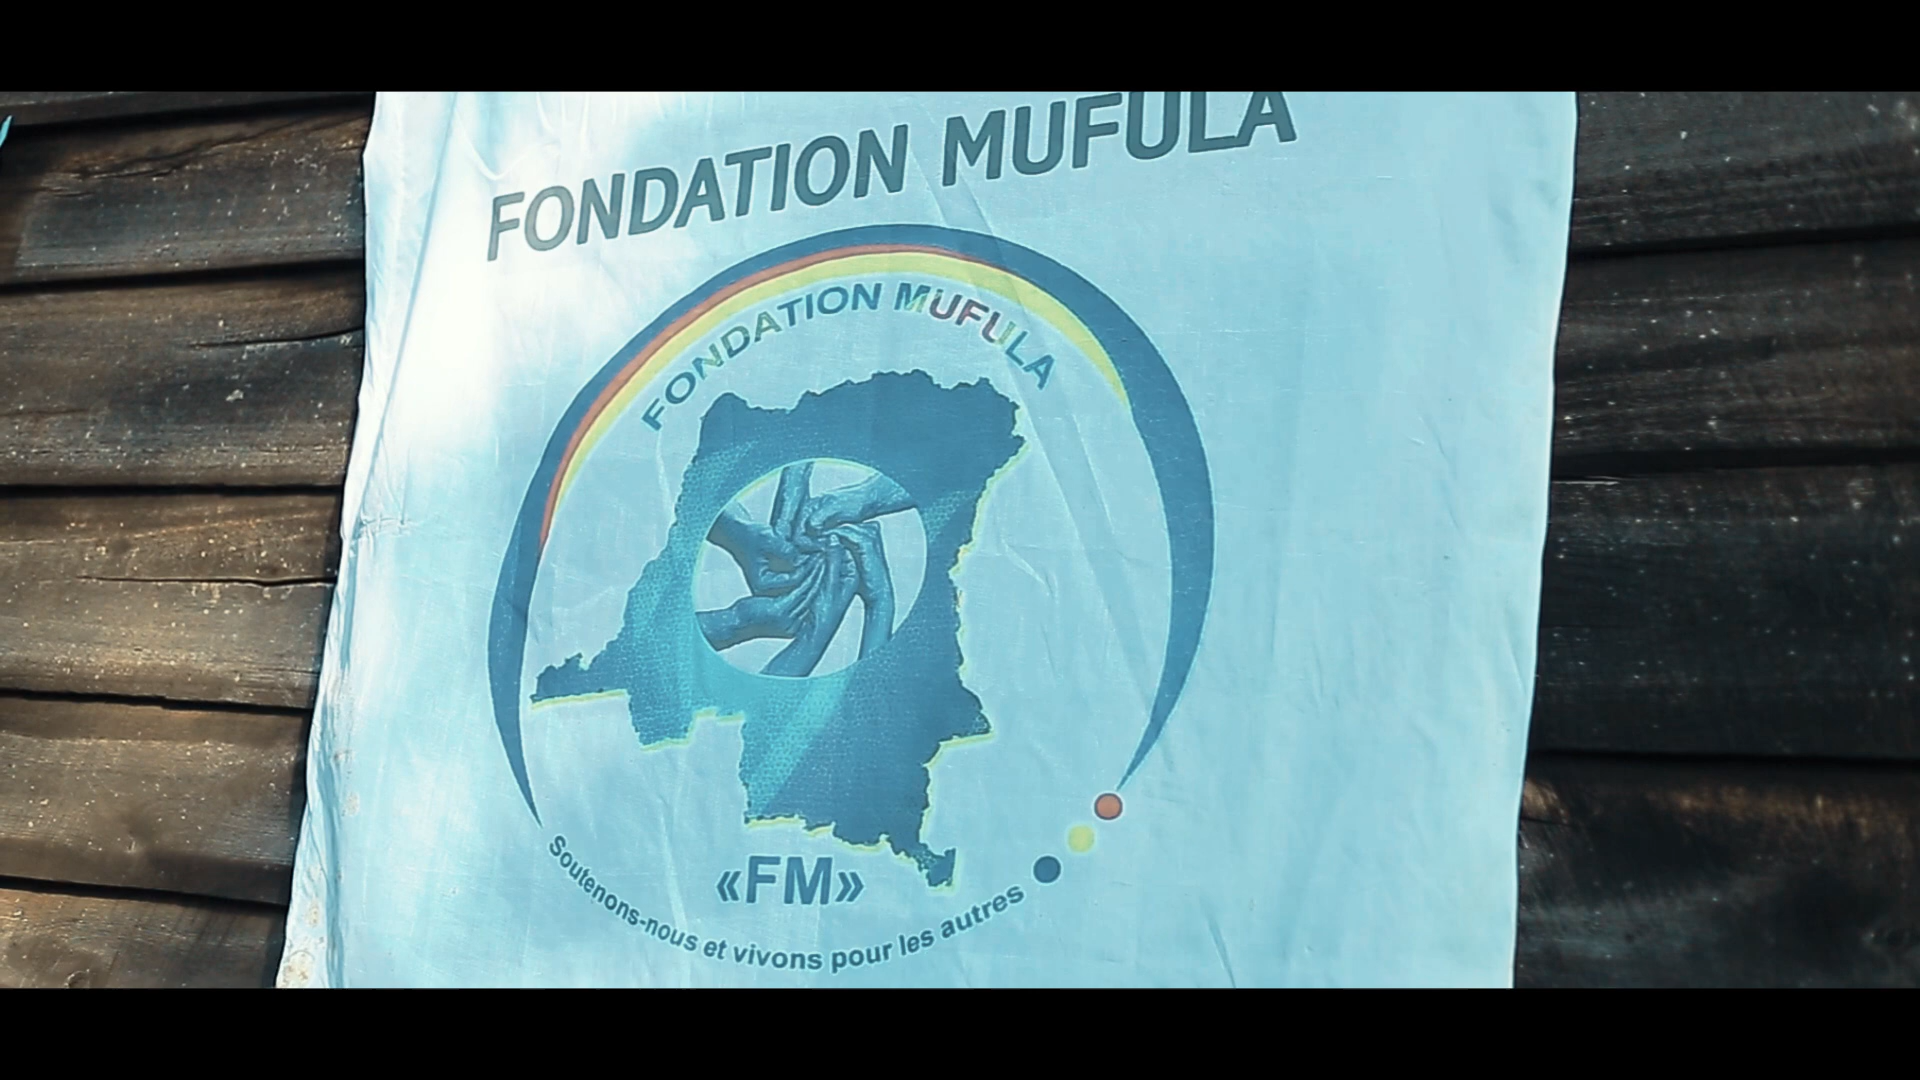 FONDATION MUFULA
FONDATION MUFULA
«FM»
Soutenons-nous et vivons pour les autres